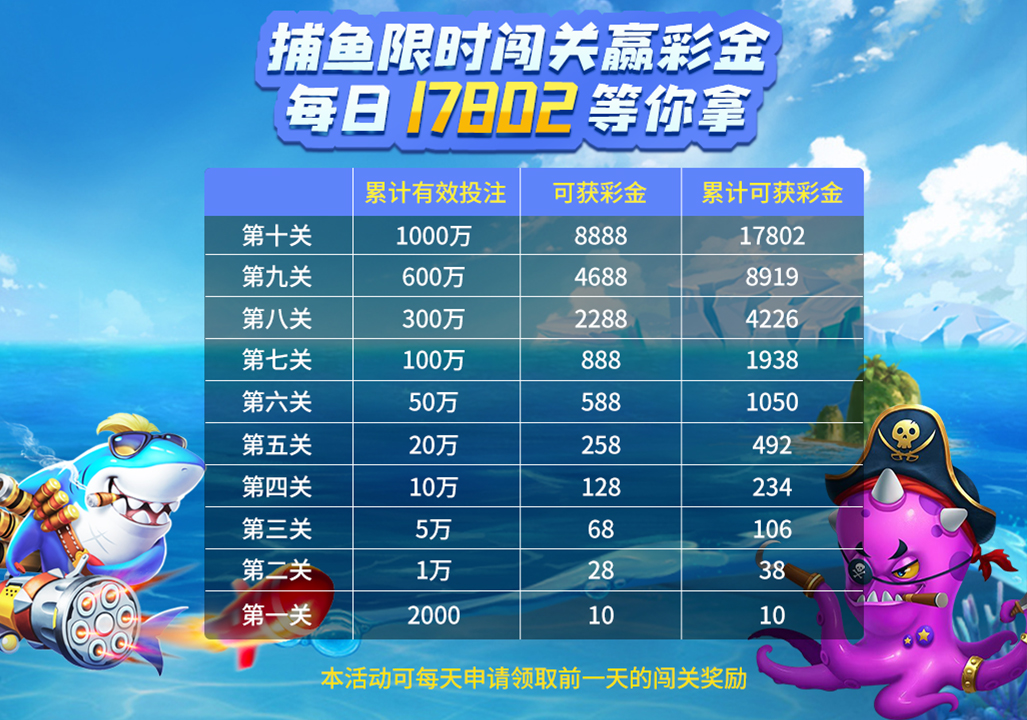 捕鱼限时闯关赢彩金
每日17802等你拿
累计有效投注 可获彩金 累计可获彩金
第十关 1000万 8888 17802
第九关 600万 4688 8919
第八关 300万 2288 4226
第七关 100万 888 1938
第六关 50万 588 1050
第五关 20万 258 492
第四关 10万 128 234
第三关 5万 68 106
第二关 1万 28 38
第一关 2000 10 10
本活动可每天申请领取前一天的闯关奖励